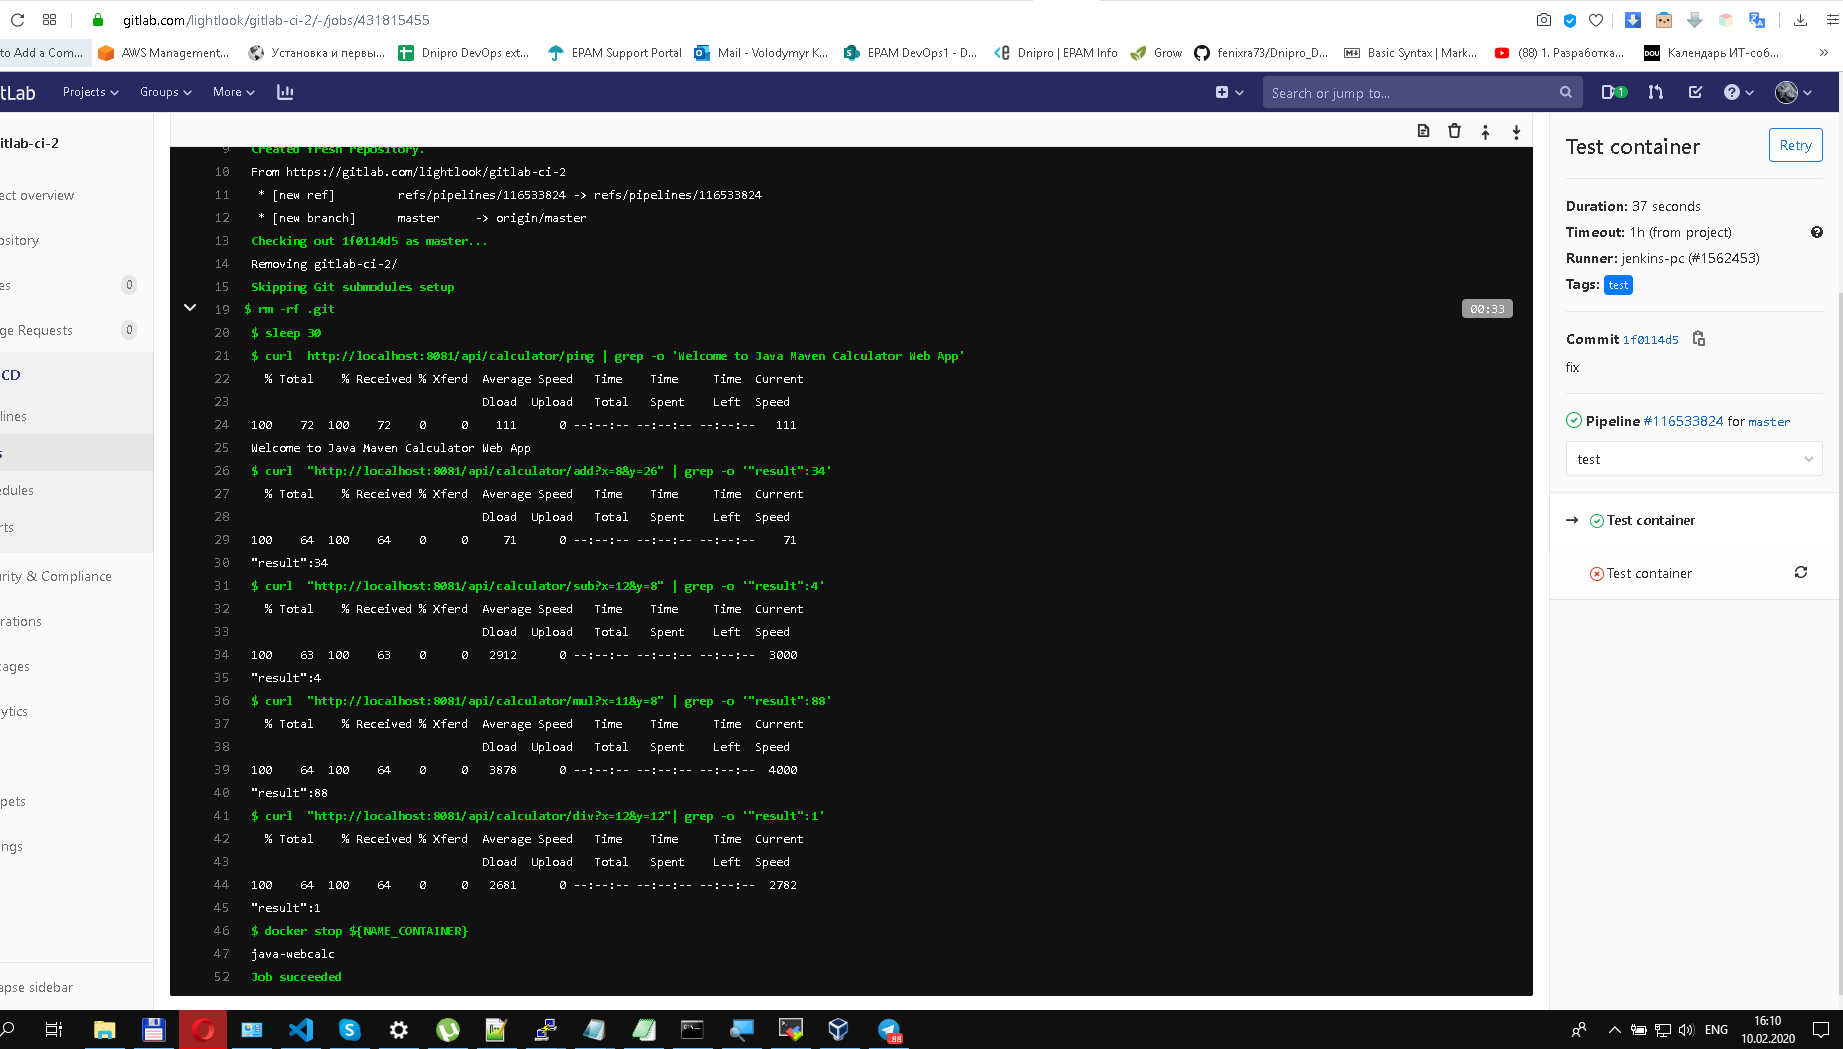 gitlab.com/lightlook/gitlab-ci-2/-/jobs/431815455
to Add a Com... AWS Management... Установка и первы... Dnipro DevOps ext... EPAM Support Portal Mail - Volodymyr K... EPAM DevOps1 - D... Dnipro | EPAM Info Grow fenixra73/Dnipro_D... Basic Syntax | Mark... (88) 1. Разработка... DOU Календарь ИТ-соб... »
tLab Projects Groups More Search or jump to... 1
itlab-ci-2
ect overview
ository
es 0
ge Requests 0
CD
lines
s
edules
rts
urity & Compliance
rations
ages
ytics
pets
ngs
apse sidebar
9 Created fresh repository.
10 From https://gitlab.com/lightlook/gitlab-ci-2
11 * [new ref] refs/pipelines/116533824 -> refs/pipelines/116533824
12 * [new branch] master -> origin/master
13 Checking out 1f0114d5 as master...
14 Removing gitlab-ci-2/
15 Skipping Git submodules setup
19 $ rm -rf .git 00:33
20 $ sleep 30
21 $ curl  http://localhost:8081/api/calculator/ping | grep -o 'Welcome to Java Maven Calculator Web App'
22 % Total % Received % Xferd Average Speed Time Time Time Current
23 Dload Upload Total Spent Left Speed
24 100 72 100 72 0 0 111 0 --:--:-- --:--:-- --:--:-- 111
25 Welcome to Java Maven Calculator Web App
26 $ curl  "http://localhost:8081/api/calculator/add?x=8&y=26" | grep -o '"result":34'
27 % Total % Received % Xferd Average Speed Time Time Time Current
28 Dload Upload Total Spent Left Speed
29 100 64 100 64 0 0 71 0 --:--:-- --:--:-- --:--:-- 71
30 "result":34
31 $ curl  "http://localhost:8081/api/calculator/sub?x=12&y=8" | grep -o '"result":4'
32 % Total % Received % Xferd Average Speed Time Time Time Current
33 Dload Upload Total Spent Left Speed
34 100 63 100 63 0 0 2912 0 --:--:-- --:--:-- --:--:-- 3000
35 "result":4
36 $ curl  "http://localhost:8081/api/calculator/mul?x=11&y=8" | grep -o '"result":88'
37 % Total % Received % Xferd Average Speed Time Time Time Current
38 Dload Upload Total Spent Left Speed
39 100 64 100 64 0 0 3878 0 --:--:-- --:--:-- --:--:-- 4000
40 "result":88
41 $ curl  "http://localhost:8081/api/calculator/div?x=12&y=12"| grep -o '"result":1'
42 % Total % Received % Xferd Average Speed Time Time Time Current
43 Dload Upload Total Spent Left Speed
44 100 64 100 64 0 0 2681 0 --:--:-- --:--:-- --:--:-- 2782
45 "result":1
46 $ docker stop ${NAME_CONTAINER}
47 java-webcalc
52 Job succeeded
Test container Retry
Duration: 37 seconds
Timeout: 1h (from project)
Runner: jenkins-pc (#1562453)
Tags: test
Commit 1f0114d5
fix
Pipeline #116533824 for master
test
→ Test container
Test container
88 ENG 16:10
10.02.2020